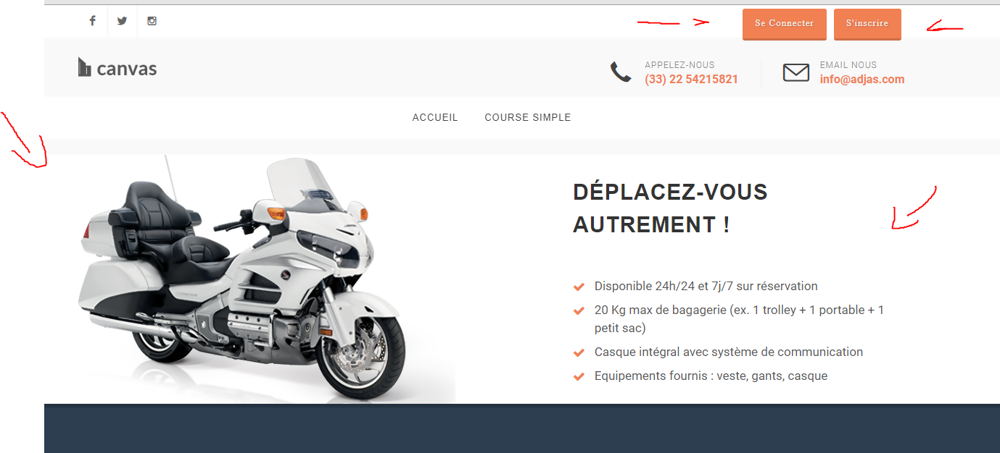 Se Connecter
S'inscrire
canvas
APPELEZ-NOUS
(33) 22 54215821
EMAIL NOUS
info@adjas.com
ACCUEIL
COURSE SIMPLE
DÉPLACEZ-VOUS
AUTREMENT !
Disponible 24h/24 et 7j/7 sur réservation
20 Kg max de bagagerie (ex. 1 trolley + 1 portable + 1
petit sac)
Casque intégral avec système de communication
Equipements fournis : veste, gants, casque